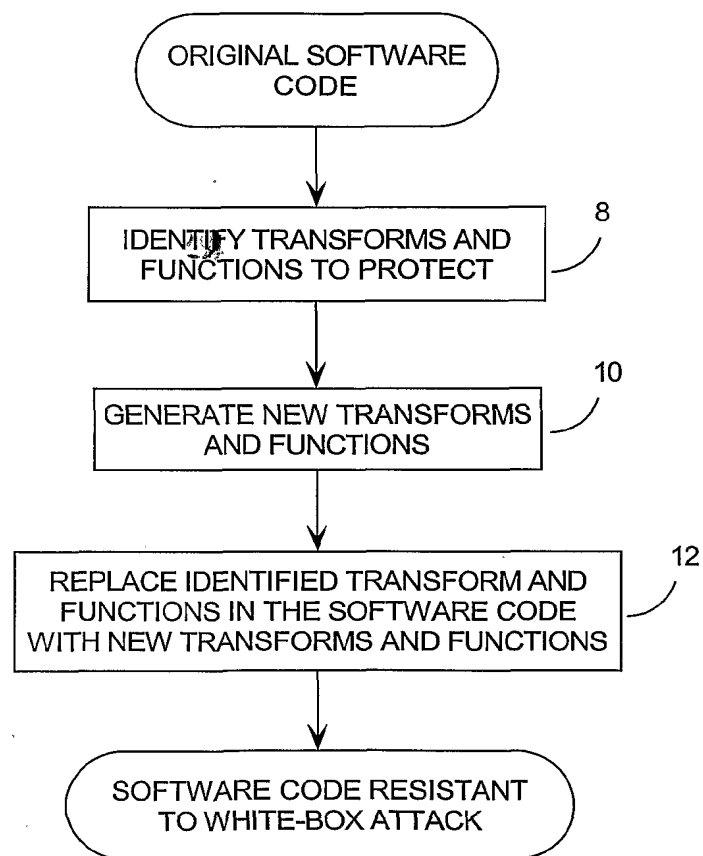 ORIGINAL SOFTWARE
CODE
8
IDENTIFY TRANSFORMS AND
FUNCTIONS TO PROTECT
10
GENERATE NEW TRANSFORMS
AND FUNCTIONS
12
REPLACE IDENTIFIED TRANSFORM AND
FUNCTIONS IN THE SOFTWARE CODE
WITH NEW TRANSFORMS AND FUNCTIONS
SOFTWARE CODE RESISTANT
TO WHITE-BOX ATTACK